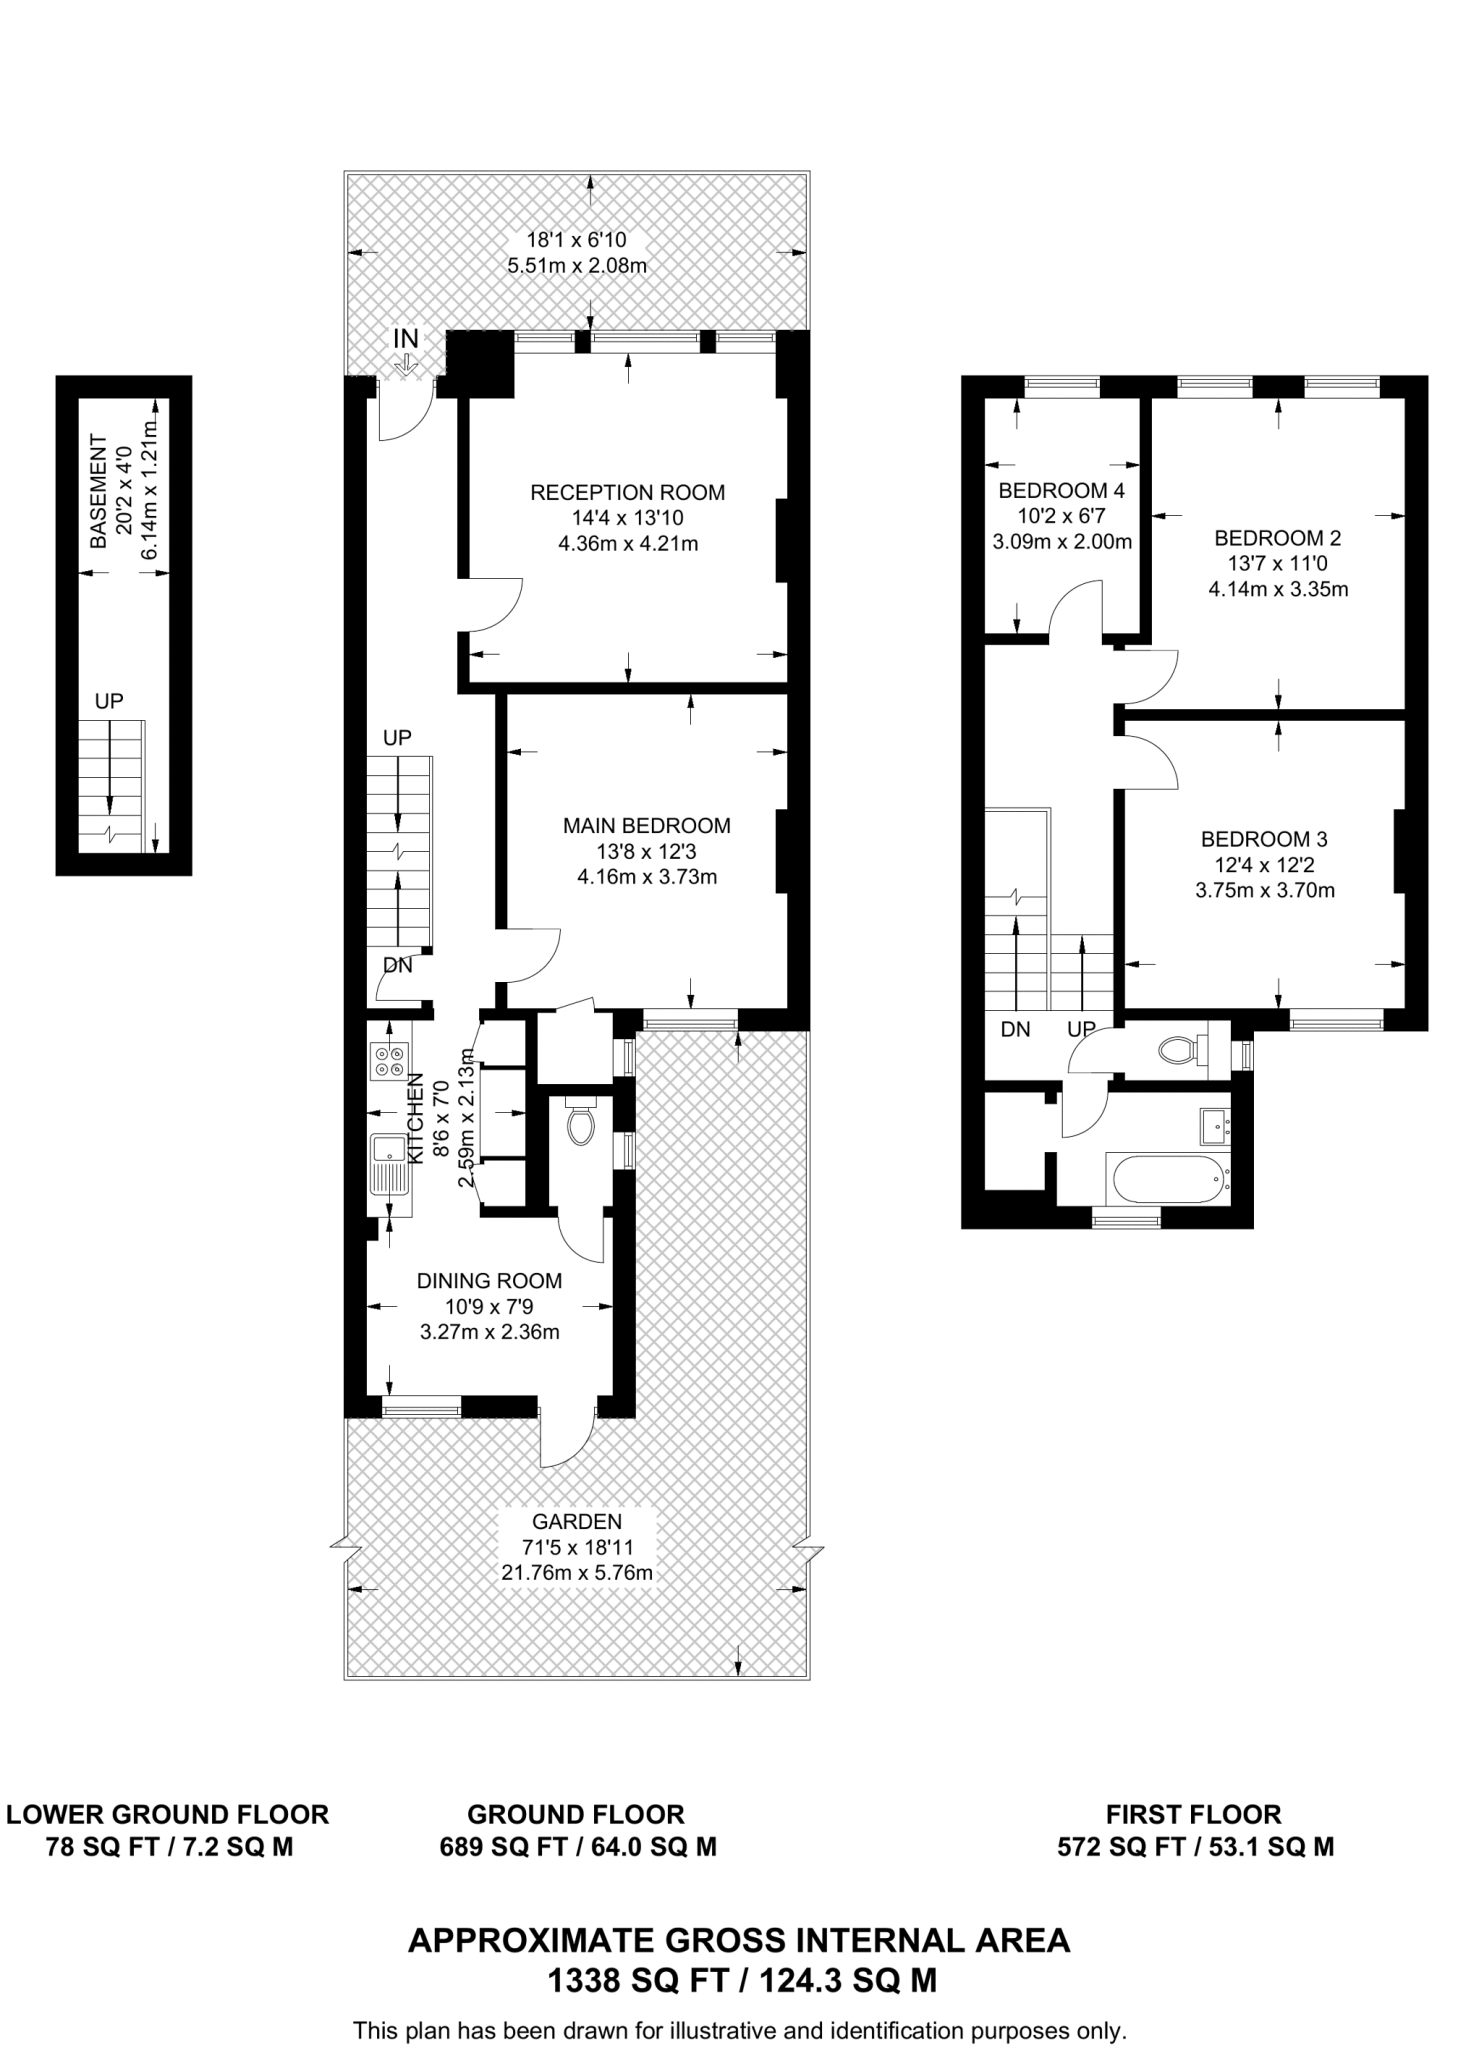 18'1 x 6'10
5.51m x 2.08m
IN
BASEMENT
20'2 x 4'0
6.14m x 1.21m
UP
RECEPTION ROOM
14'4 x 13'10
4.36m x 4.21m
UP
DN
MAIN BEDROOM
13'8 x 12'3
4.16m x 3.73m
KITCHEN
8'6 x 7'0
2.59m x 2.13m
DINING ROOM
10'9 x 7'9
3.27m x 2.36m
GARDEN
71'5 x 18'11
21.76m x 5.76m
BEDROOM 4
10'2 x 6'7
3.09m x 2.00m
BEDROOM 2
13'7 x 11'0
4.14m x 3.35m
BEDROOM 3
12'4 x 12'2
3.75m x 3.70m
DN
UP
LOWER GROUND FLOOR
78 SQ FT / 7.2 SQ M
GROUND FLOOR
689 SQ FT / 64.0 SQ M
FIRST FLOOR
572 SQ FT / 53.1 SQ M
APPROXIMATE GROSS INTERNAL AREA
1338 SQ FT / 124.3 SQ M
This plan has been drawn for illustrative and identification purposes only.